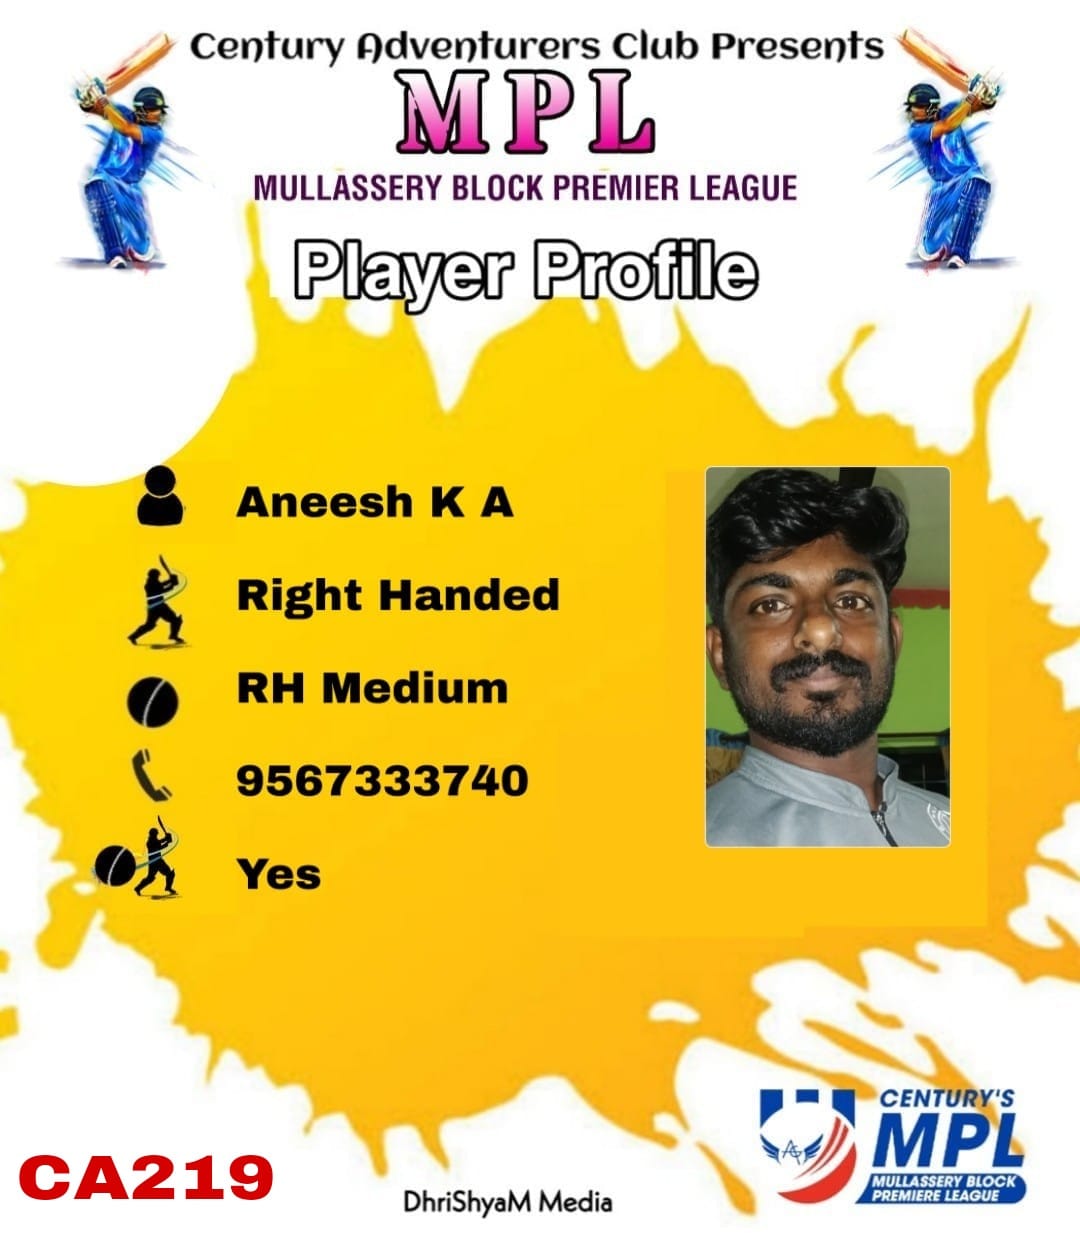 Century Adventurers Club Presents
MPL
MULLASSERY BLOCK PREMIER LEAGUE
Player Profile
Aneesh K A
Right Handed
RH Medium
9567333740
Yes
CA219
DhriShyaM Media
CENTURY'S
MPL
MULLASSERY BLOCK
PREMIERE LEAGUE